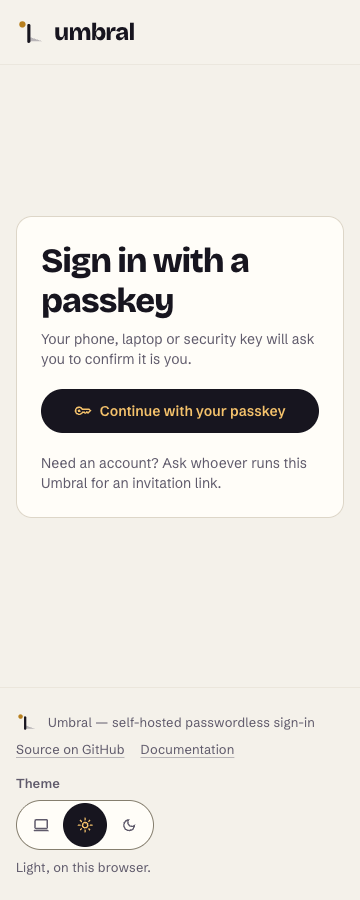 umbral
Sign in with a
passkey
Your phone, laptop or security key will ask
you to confirm it is you.
Continue with your passkey
Need an account? Ask whoever runs this
Umbral for an invitation link.
Umbral — self-hosted passwordless sign-in
Source on GitHub Documentation
Theme
Light, on this browser.